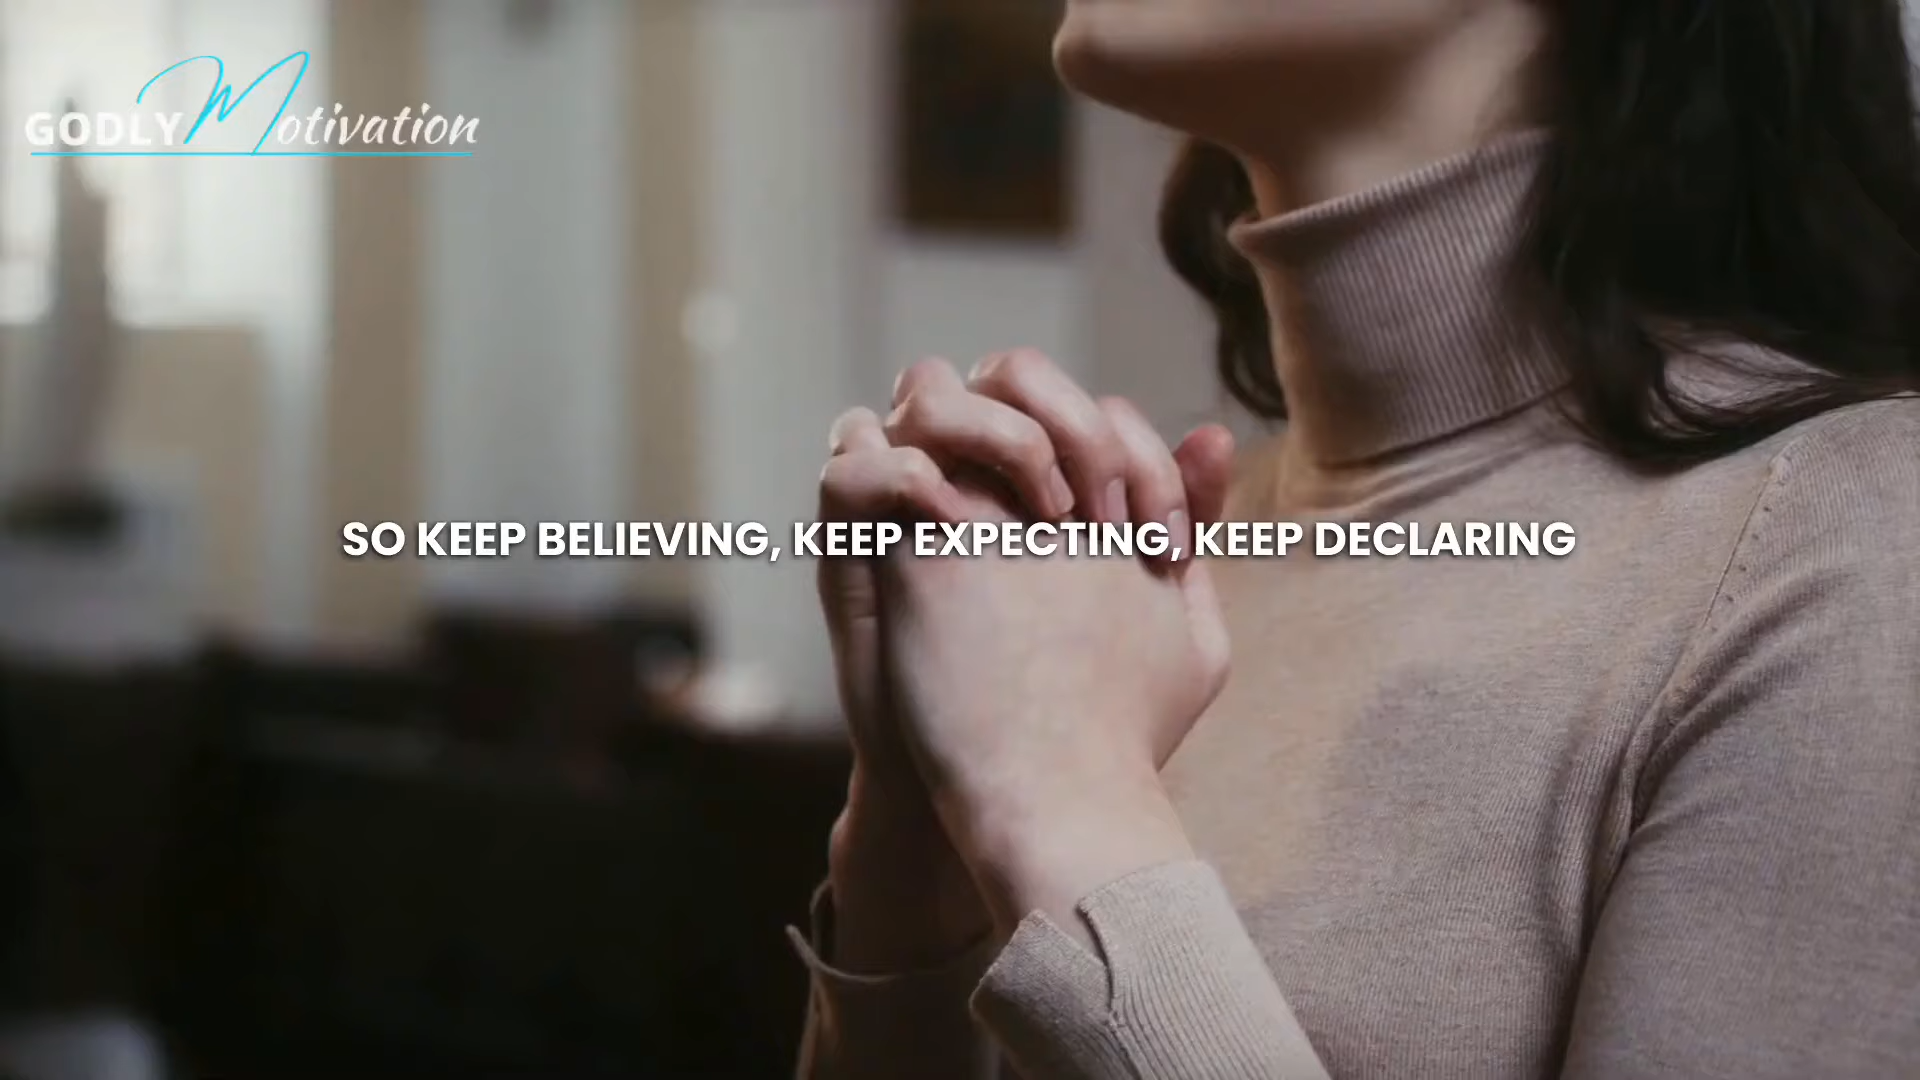 GODLY Motivation
SO KEEP BELIEVING, KEEP EXPECTING, KEEP DECLARING